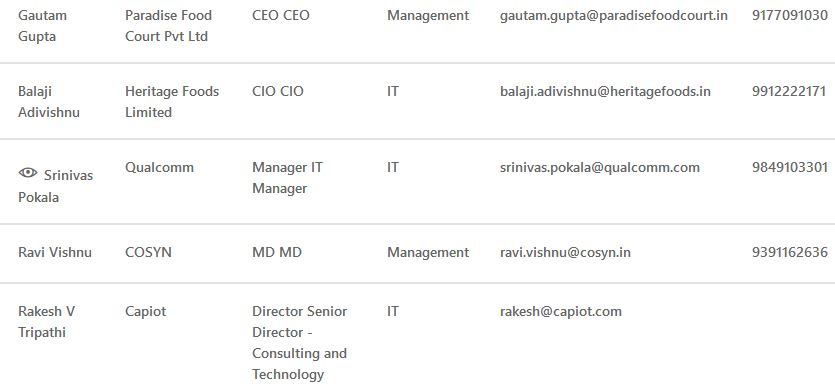 Gautam Gupta Paradise Food Court Pvt Ltd CEO CEO Management gautam.gupta@paradisefoodcourt.in 9177091030
Balaji Adivishnu Heritage Foods Limited CIO CIO IT balaji.adivishnu@heritagefoods.in 9912222171
Srinivas Pokala Qualcomm Manager IT Manager IT srinivas.pokala@qualcomm.com 9849103301
Ravi Vishnu COSYN MD MD Management ravi.vishnu@cosyn.in 9391162636
Rakesh V Tripathi Capiot Director Senior Director - Consulting and Technology IT rakesh@capiot.com